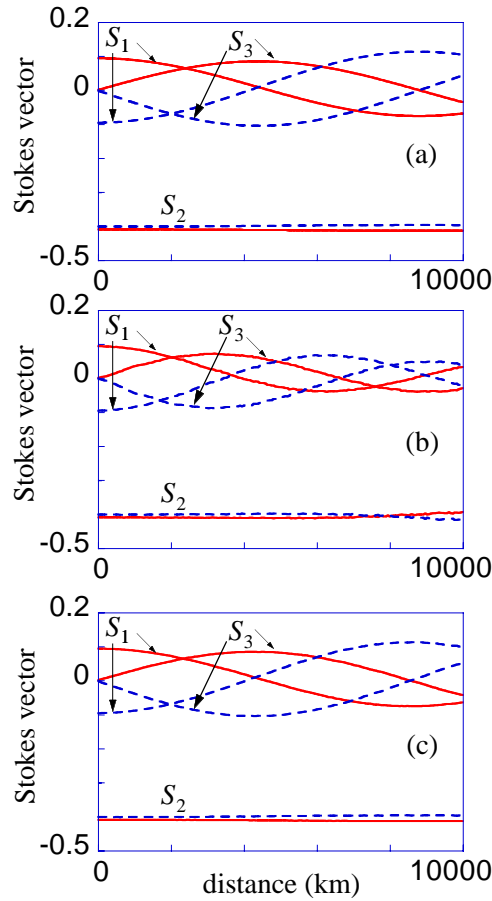 0.2
S1
S3
0
Stokes vector
(a)
S2
-0.5
0
10000
0.2
S1
S3
0
Stokes vector
(b)
S2
-0.5
0
10000
0.2
S1
S3
0
Stokes vector
(c)
S2
-0.5
0
distance (km)
10000